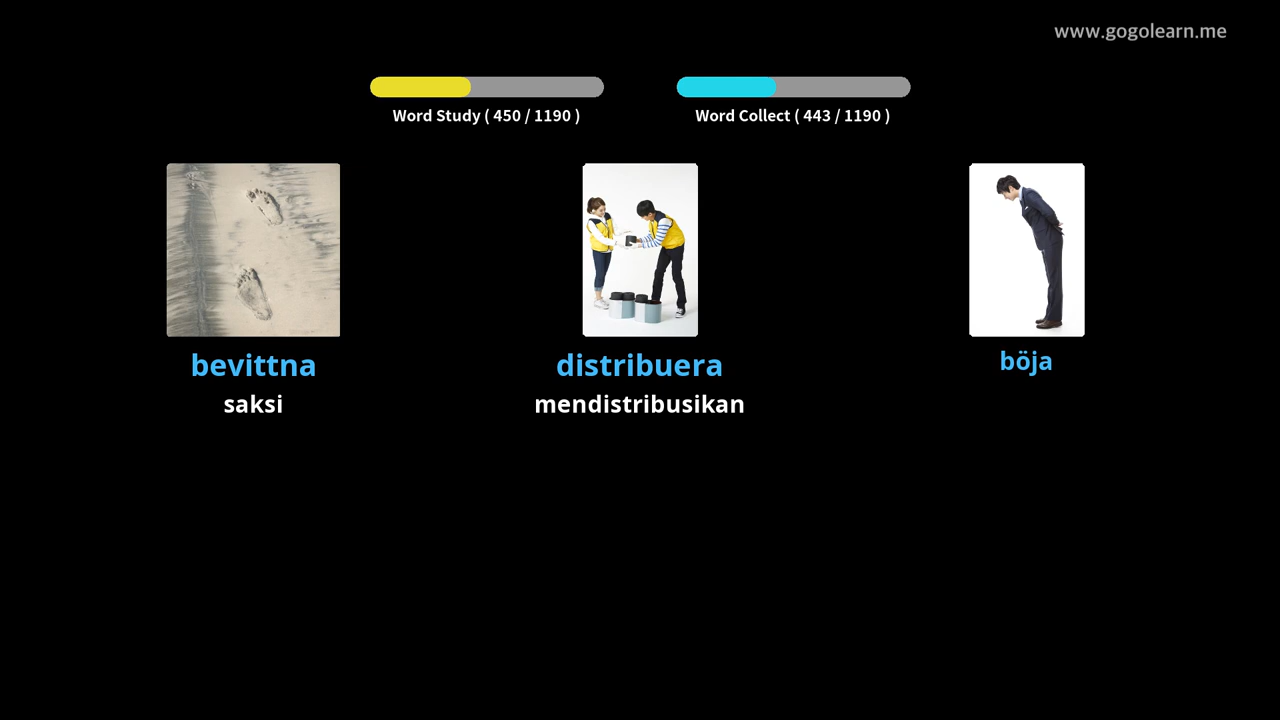 www.gogolearn.me
Word Study ( 450 / 1190 )
Word Collect ( 443 / 1190 )
bevittna
saksi
distribuera
mendistribusikan
böja